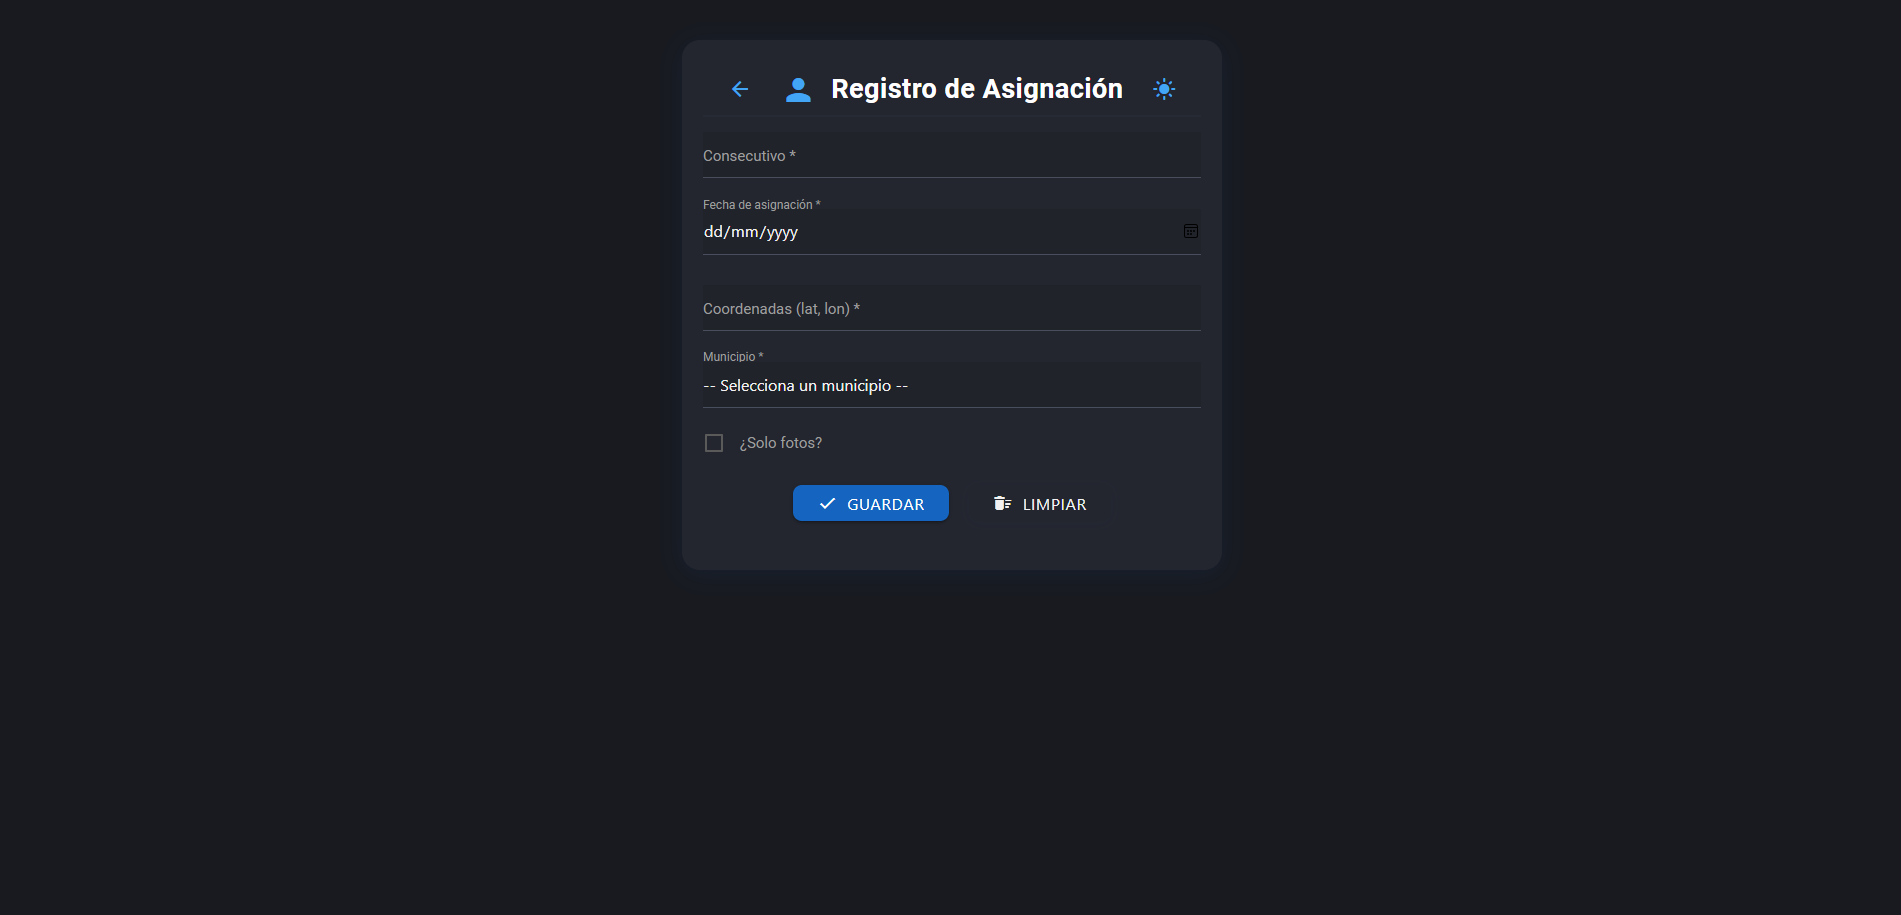 Registro de Asignación
Consecutivo *
Fecha de asignación *
dd/mm/yyyy
Coordenadas (lat, lon) *
Municipio *
-- Selecciona un municipio --
¿Solo fotos?
GUARDAR
LIMPIAR